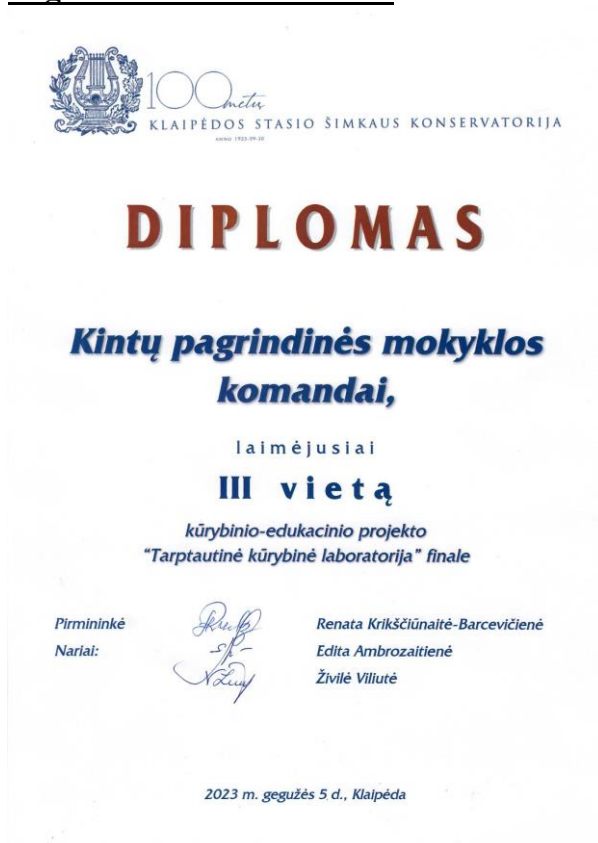 100 metų
KLAIPĖDOS STASIO ŠIMKAUS KONSERVATORIJA
DIPLOMAS
Kintų pagrindinės mokyklos
komandai,
laimėjusiai
III vietą
kūrybinio-edukacinio projekto
“Tarptautinė kūrybinė laboratorija” finale
Pirmininkė Renata Krikščiūnaitė-Barcevičienė
Nariai: Edita Ambrozaitienė
Živilė Viliutė
2023 m. gegužės 5 d., Klaipėda